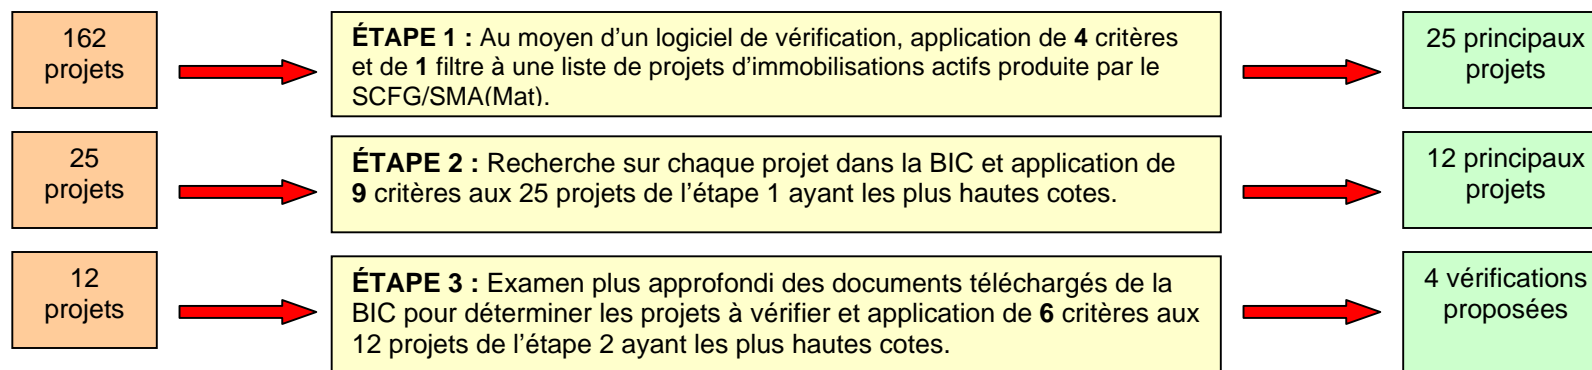 162
projets
ÉTAPE 1 : Au moyen d'un logiciel de vérification, application de 4 critères
et de 1 filtre à une liste de projets d'immobilisations actifs produite par le
SCFG/SMA(Mat).
25 principaux
projets
25
projets
ÉTAPE 2 : Recherche sur chaque projet dans la BIC et application de
9 critères aux 25 projets de l'étape 1 ayant les plus hautes cotes.
12 principaux
projets
12
projets
ÉTAPE 3 : Examen plus approfondi des documents téléchargés de la
BIC pour déterminer les projets à vérifier et application de 6 critères aux
12 projets de l'étape 2 ayant les plus hautes cotes.
4 vérifications
proposées